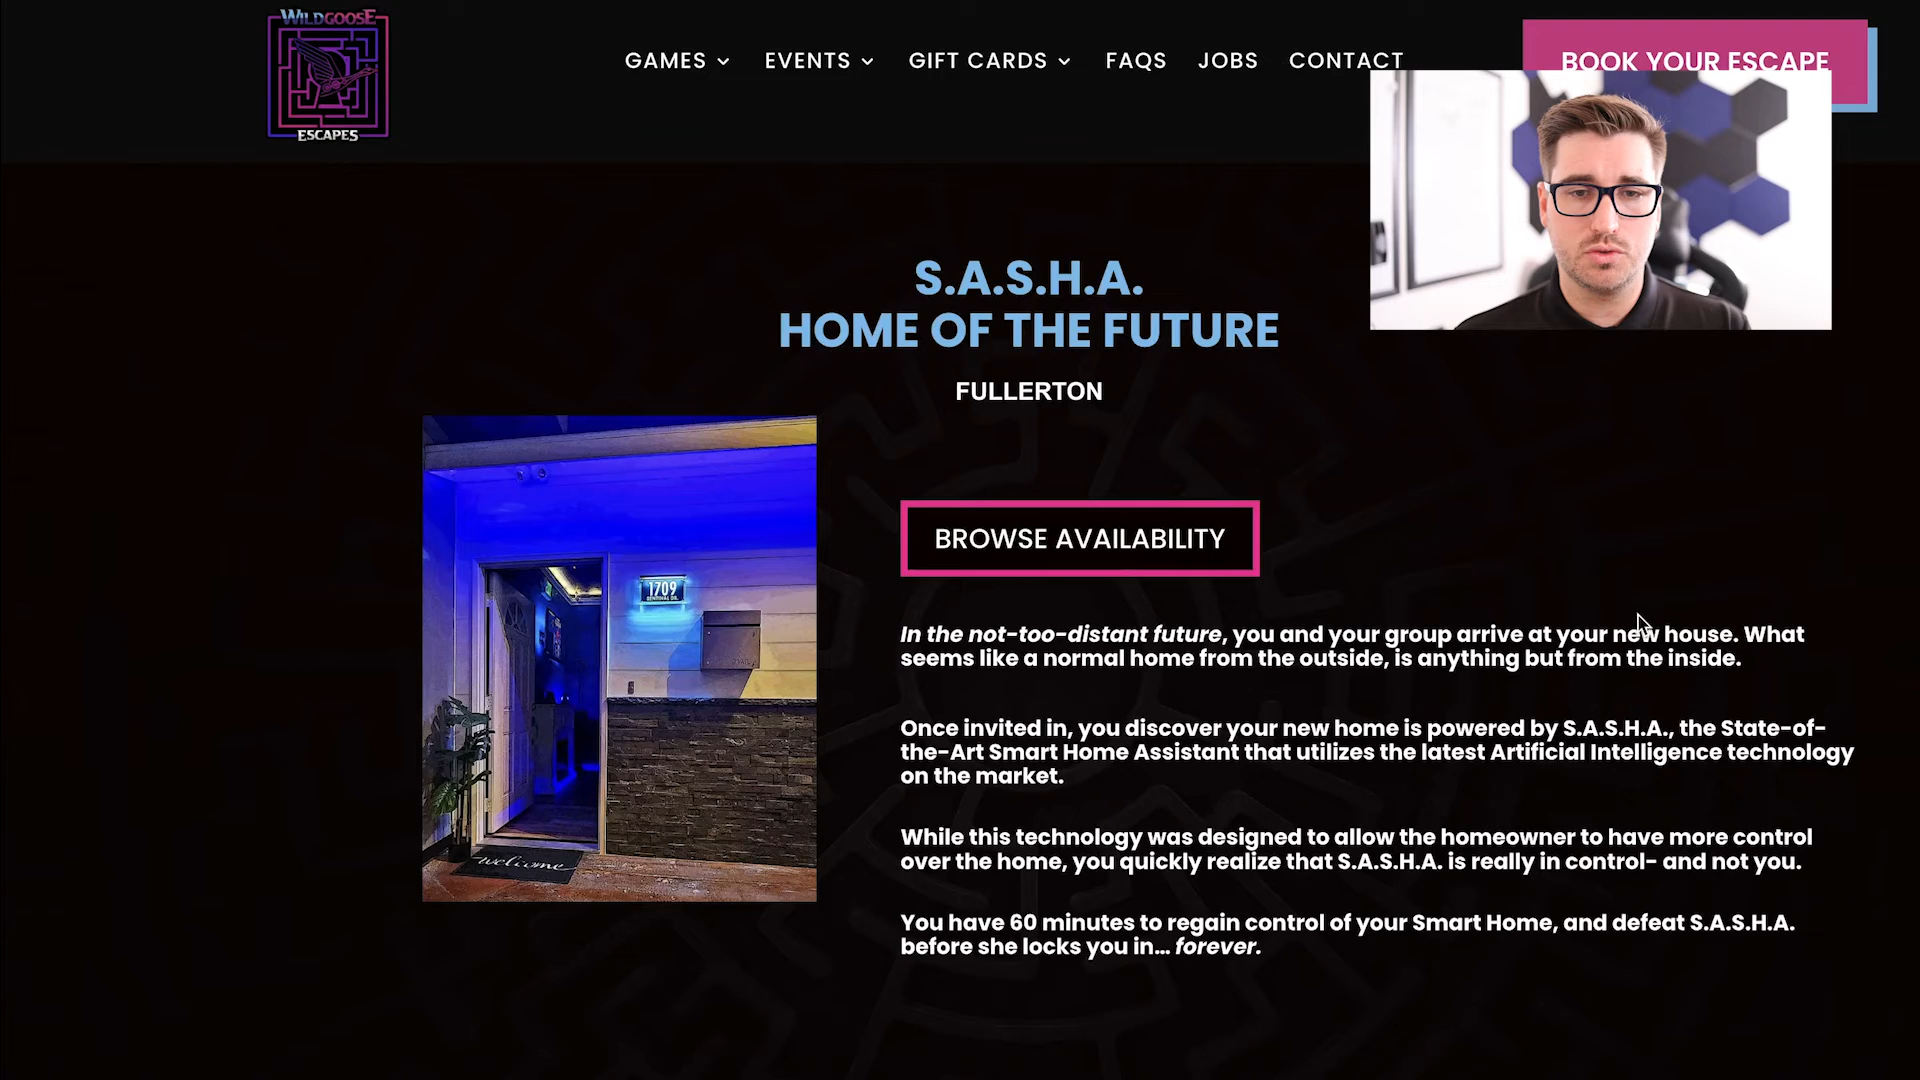 WILDGOOSE
ESCAPES
GAMES
EVENTS
GIFT CARDS
FAQS
JOBS
CONTACT
BOOK YOUR ESCAPE
S.A.S.H.A.
HOME OF THE FUTURE
FULLERTON
1709
BROWSE AVAILABILITY
welcome
In the not-too-distant future, you and your group arrive at your new house. What
seems like a normal home from the outside, is anything but from the inside.
Once invited in, you discover your new home is powered by S.A.S.H.A., the State-of-
the-Art Smart Home Assistant that utilizes the latest Artificial Intelligence technology
on the market.
While this technology was designed to allow the homeowner to have more control
over the home, you quickly realize that S.A.S.H.A. is really in control- and not you.
You have 60 minutes to regain control of your Smart Home, and defeat S.A.S.H.A.
before she locks you in... forever.